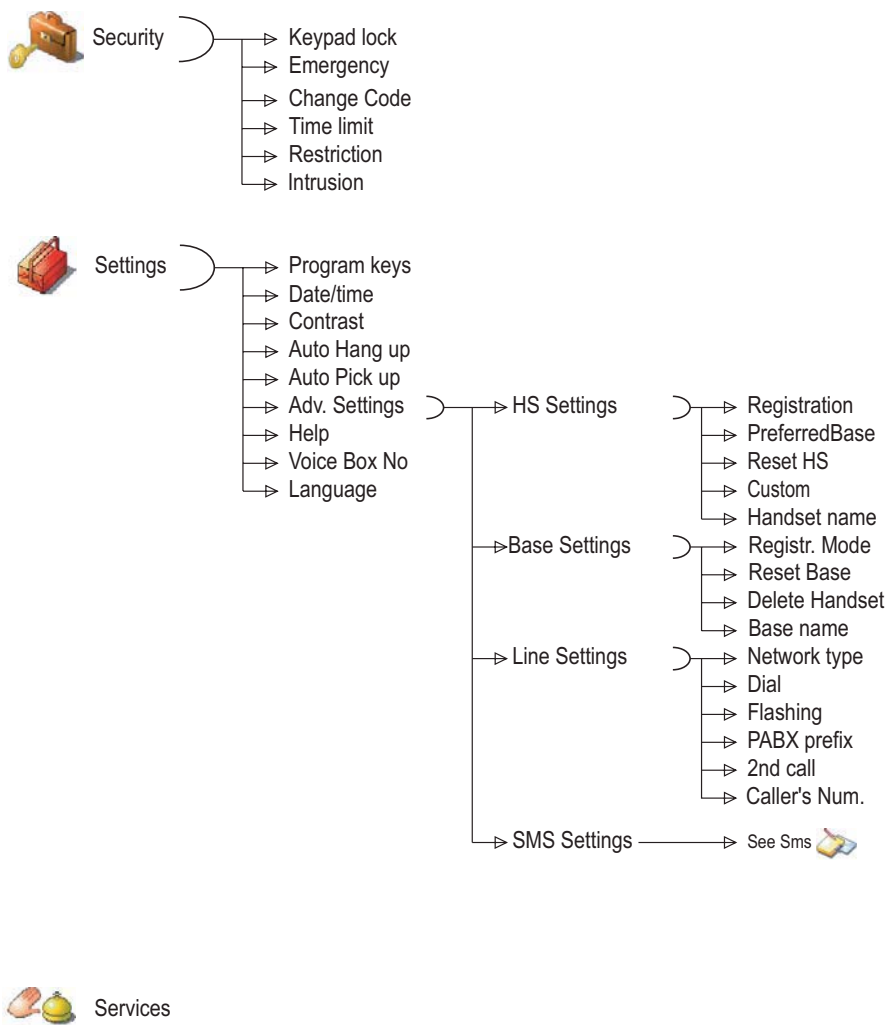 Security
Keypad lock
Emergency
Change Code
Time limit
Restriction
Intrusion
Settings
Program keys
Date/time
Contrast
Auto Hang up
Auto Pick up
Adv. Settings
Help
Voice Box No
Language
HS Settings
Registration
PreferredBase
Reset HS
Custom
Handset name
Base Settings
Registr. Mode
Reset Base
Delete Handset
Base name
Line Settings
Network type
Dial
Flashing
PABX prefix
2nd call
Caller's Num.
SMS Settings
See Sms
Services